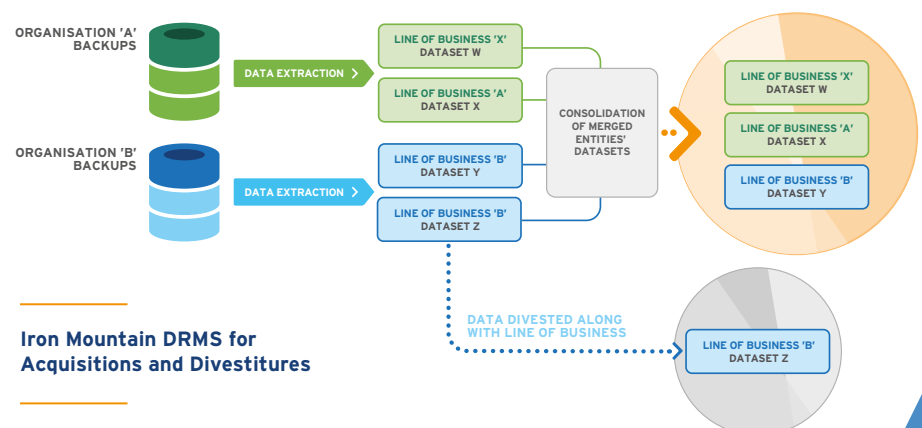 ORGANISATION 'A'
BACKUPS
DATA EXTRACTION
LINE OF BUSINESS 'X'
DATASET W
LINE OF BUSINESS 'A'
DATASET X
ORGANISATION 'B'
BACKUPS
DATA EXTRACTION
LINE OF BUSINESS 'B'
DATASET Y
LINE OF BUSINESS 'B'
DATASET Z
CONSOLIDATION
OF MERGED
ENTITIES'
DATASETS
LINE OF BUSINESS 'X'
DATASET W
LINE OF BUSINESS 'A'
DATASET X
LINE OF BUSINESS 'B'
DATASET Y
DATA DIVESTED ALONG
WITH LINE OF BUSINESS
LINE OF BUSINESS 'B'
DATASET Z
Iron Mountain DRMS for
Acquisitions and Divestitures